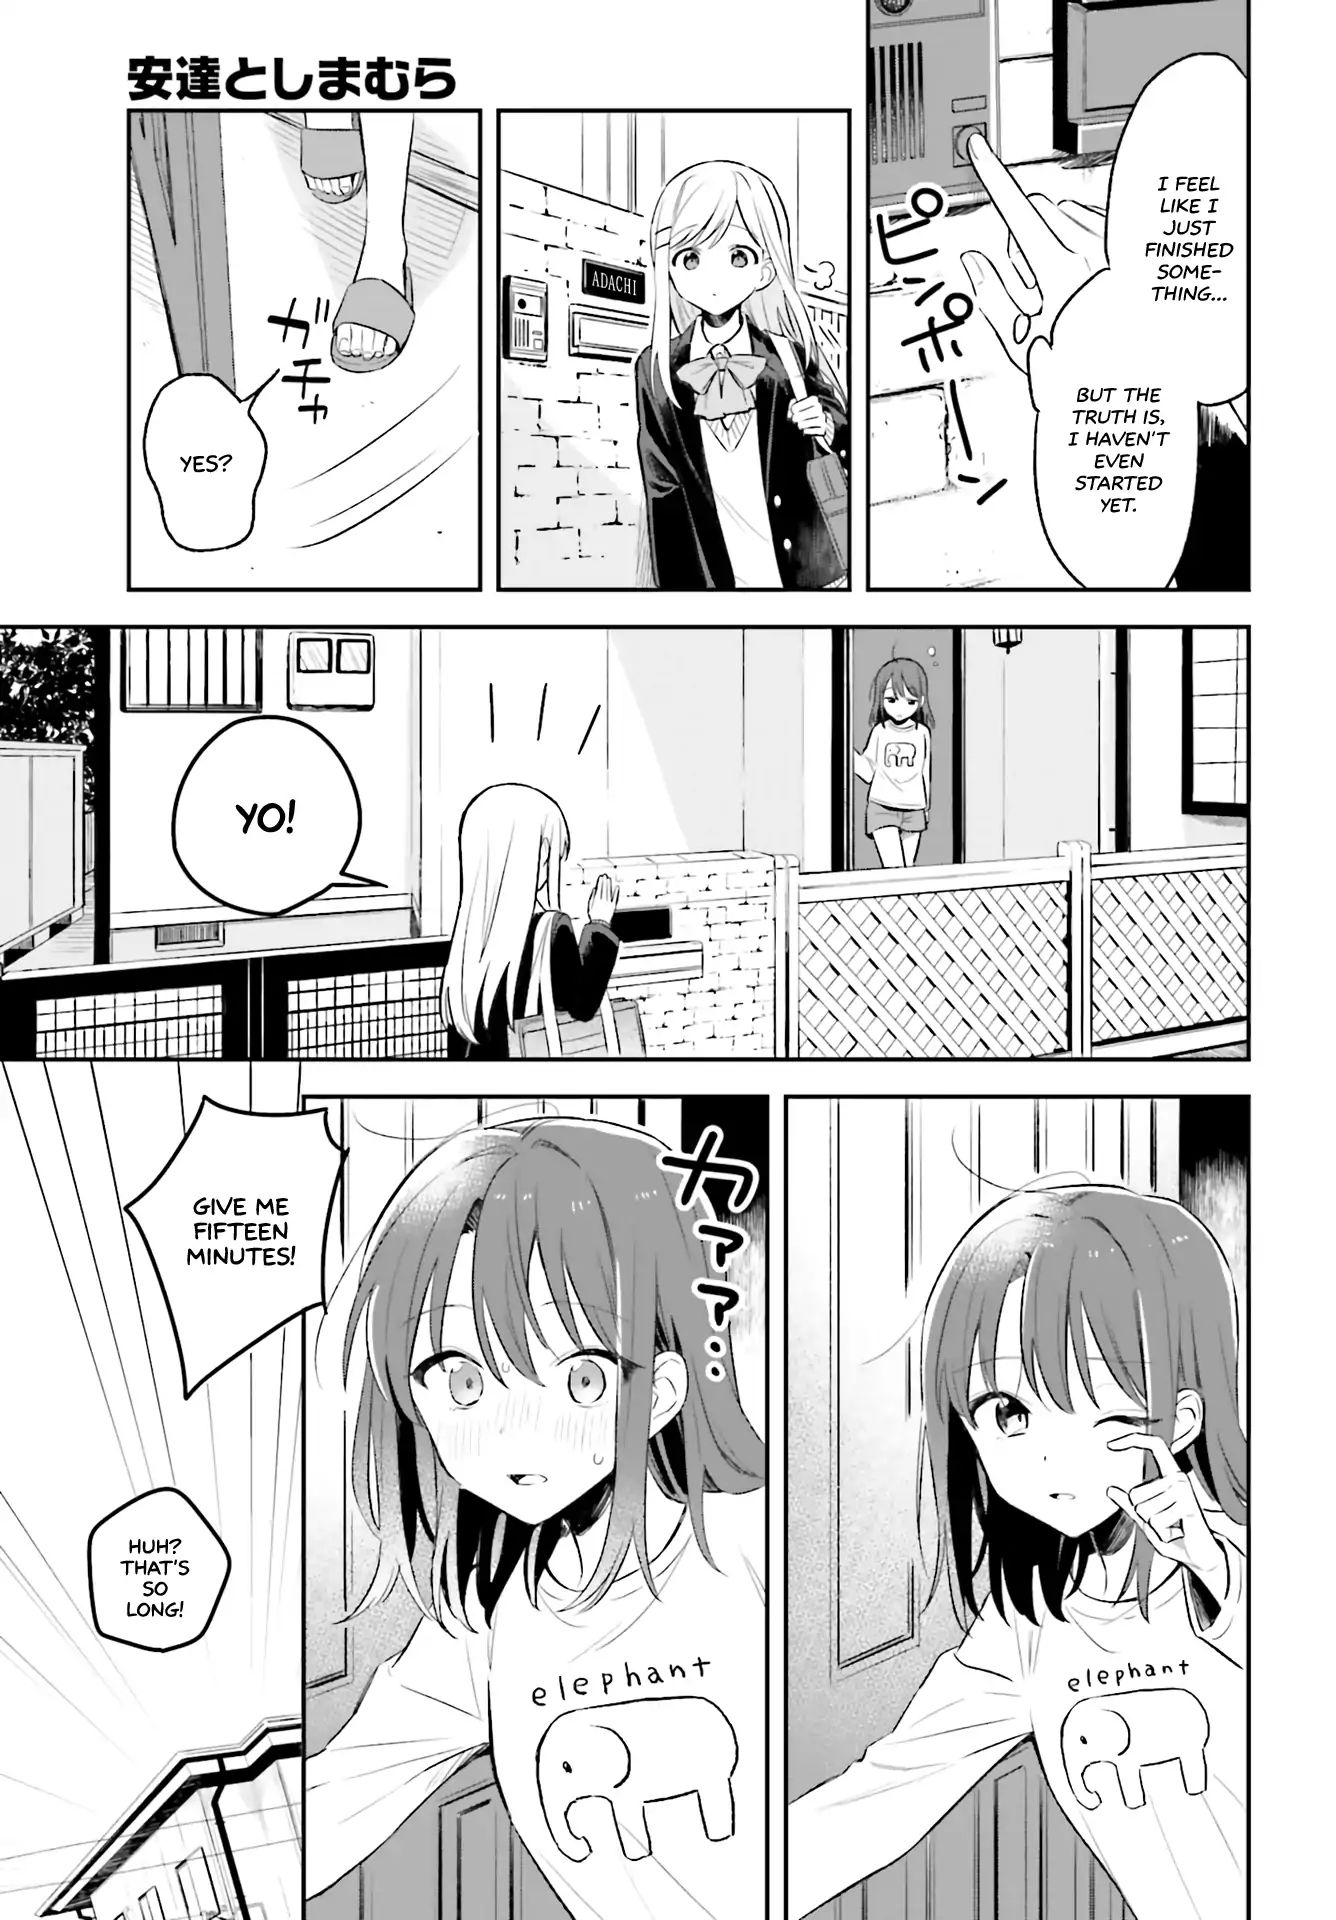 安達としまむら
I FEEL
LIKE I
JUST
FINISHED
SOME-
THING...
BUT THE
TRUTH IS,
I HAVEN'T
EVEN
STARTED
YET.
ピンポーン
ADACHI
ガチャ
YES?
YO!
elephant
カァァァ…
elephant
GIVE ME
FIFTEEN
MINUTES!
HUH?
THAT'S
SO
LONG!